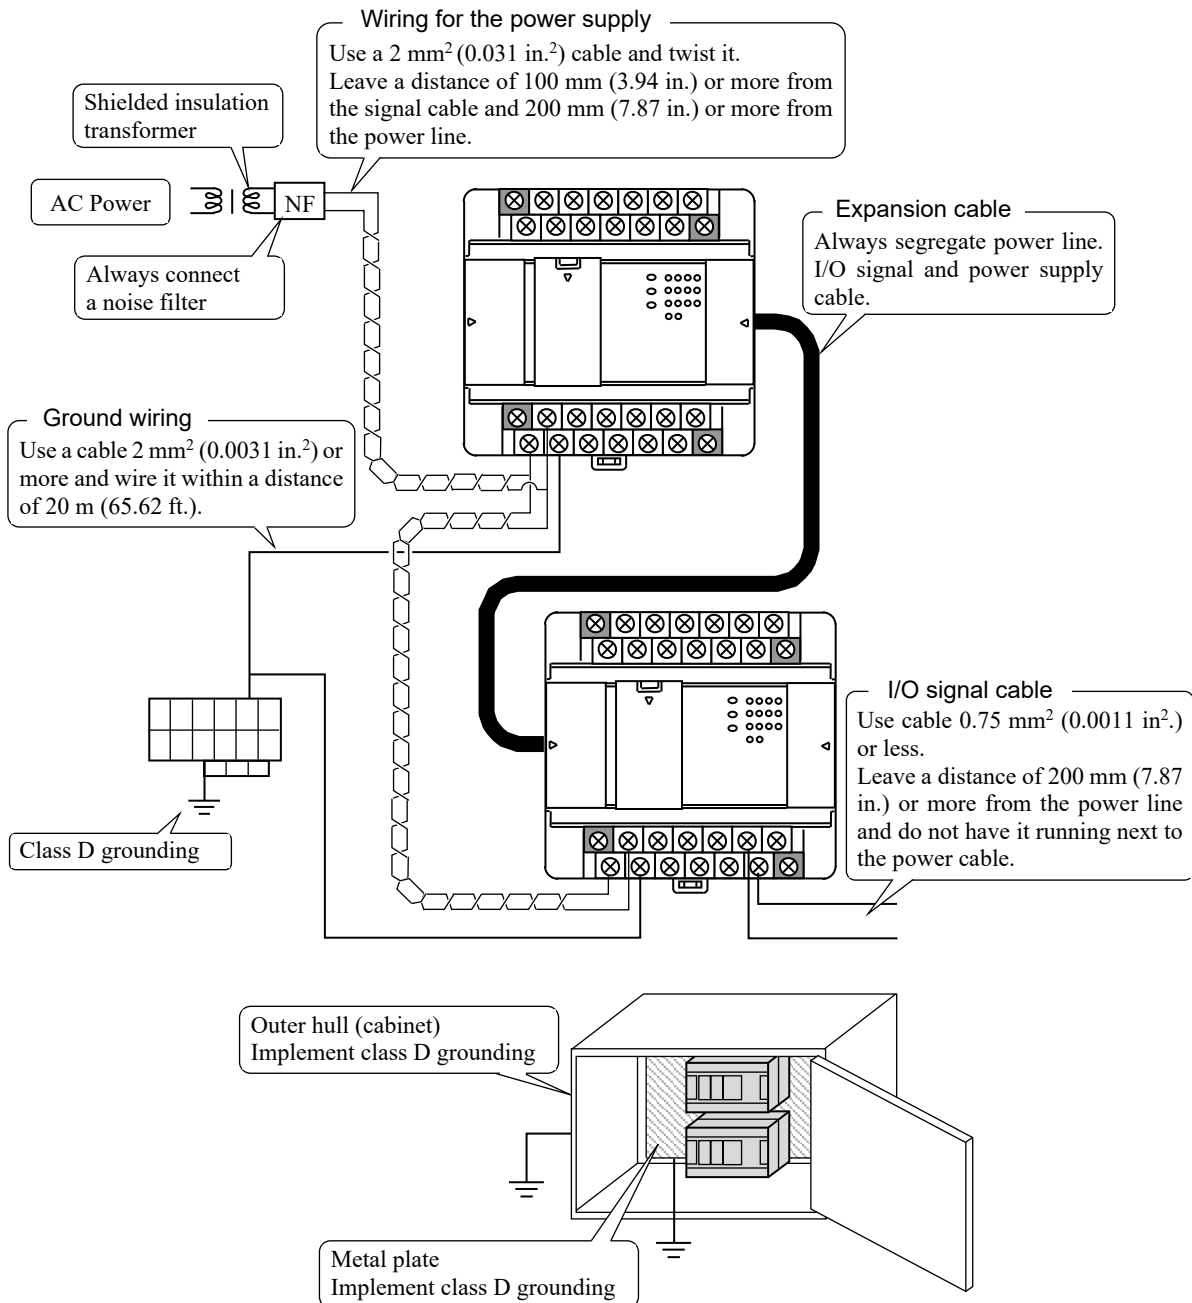 Wiring for the power supply
Use a 2 mm² (0.031 in.²) cable and twist it.
Leave a distance of 100 mm (3.94 in.) or more from
the signal cable and 200 mm (7.87 in.) or more from
the power line.
Shielded insulation
transformer
AC Power
NF
Always connect
a noise filter
Expansion cable
Always segregate power line.
I/O signal and power supply
cable.
Ground wiring
Use a cable 2 mm² (0.0031 in.²) or
more and wire it within a distance
of 20 m (65.62 ft.).
I/O signal cable
Use cable 0.75 mm² (0.0011 in².)
or less.
Leave a distance of 200 mm (7.87
in.) or more from the power line
and do not have it running next to
the power cable.
Class D grounding
Outer hull (cabinet)
Implement class D grounding
Metal plate
Implement class D grounding